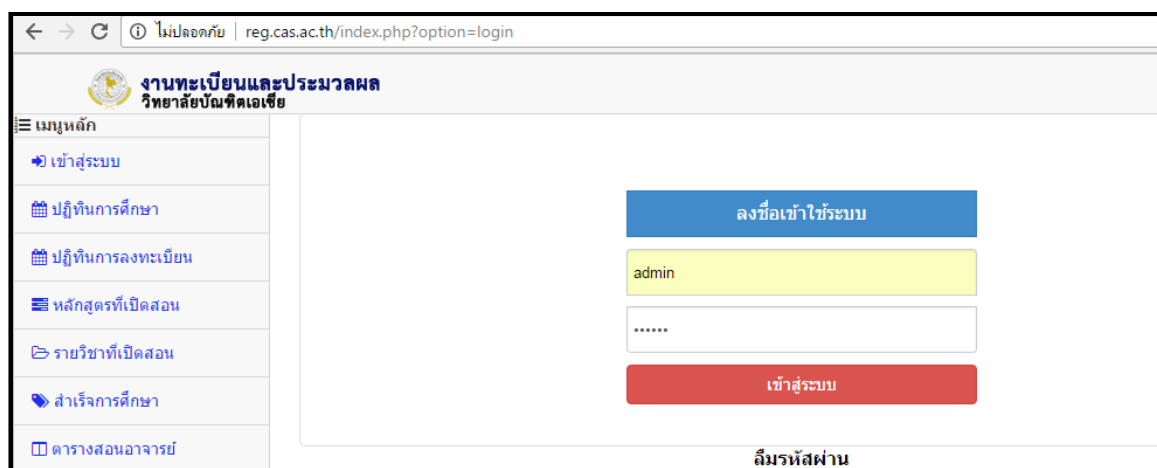 ไม่ปลอดภัย | reg.cas.ac.th/index.php?option=login
งานทะเบียนและประมวลผล
วิทยาลัยบัณฑิตเอเซีย
เมนูหลัก
เข้าสู่ระบบ
ปฏิทินการศึกษา
ปฏิทินการลงทะเบียน
หลักสูตรที่เปิดสอน
รายวิชาที่เปิดสอน
สำเร็จการศึกษา
ตารางสอนอาจารย์
ลงชื่อเข้าใช้ระบบ
admin
••••••
เข้าสู่ระบบ
ลืมรหัสผ่าน